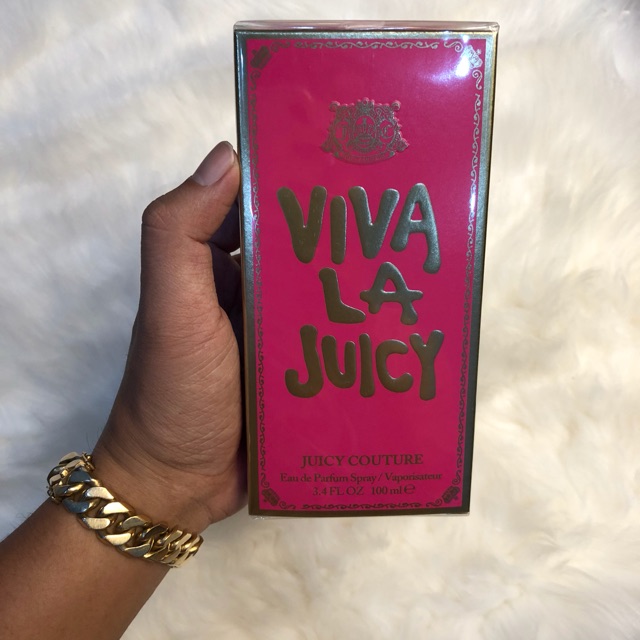 VIVA
LA
JUICY
JUICY COUTURE
Eau de Parfum Spray / Vaporisateur
3.4 FL OZ 100 ml ℮